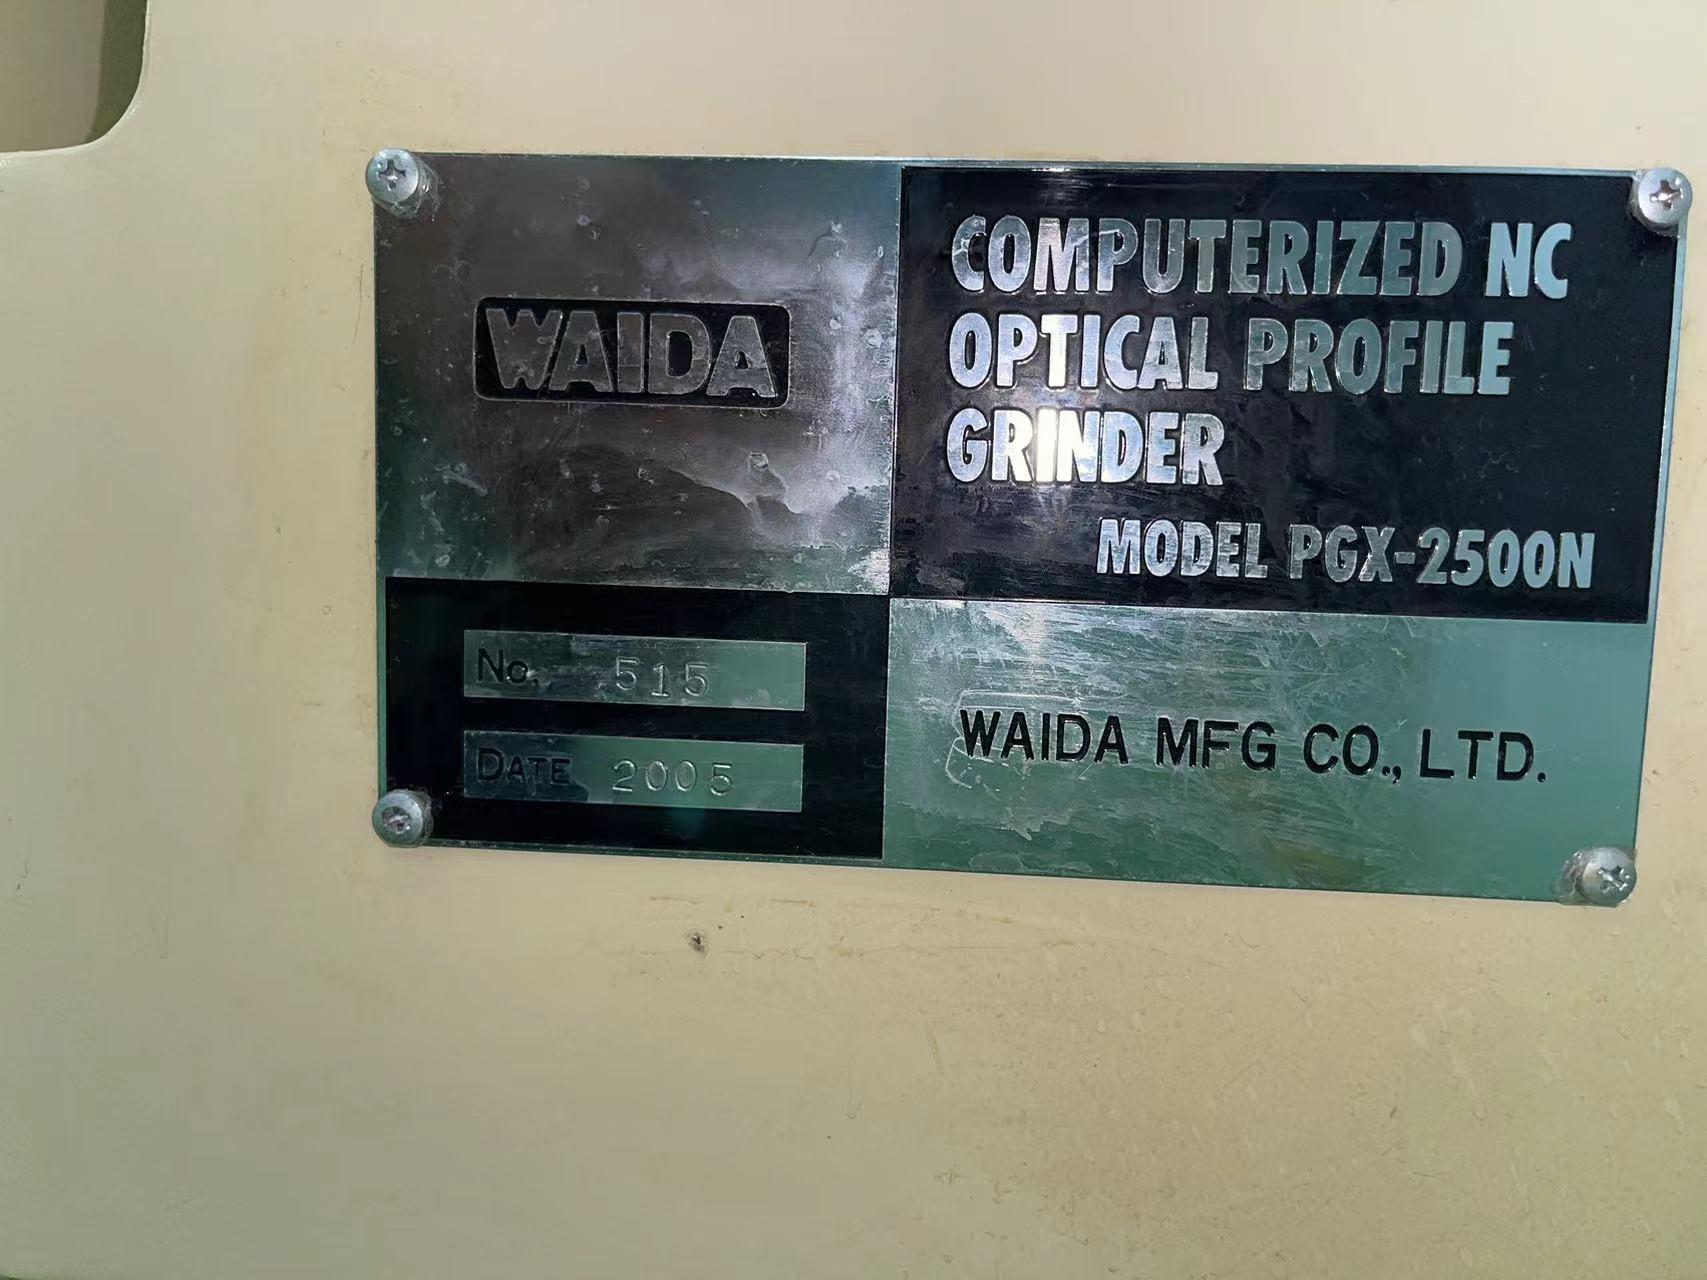 WAIDA
COMPUTERIZED NC
OPTICAL PROFILE
GRINDER
MODEL PGX-2500N
No. 515
DATE 2005
WAIDA MFG CO., LTD.